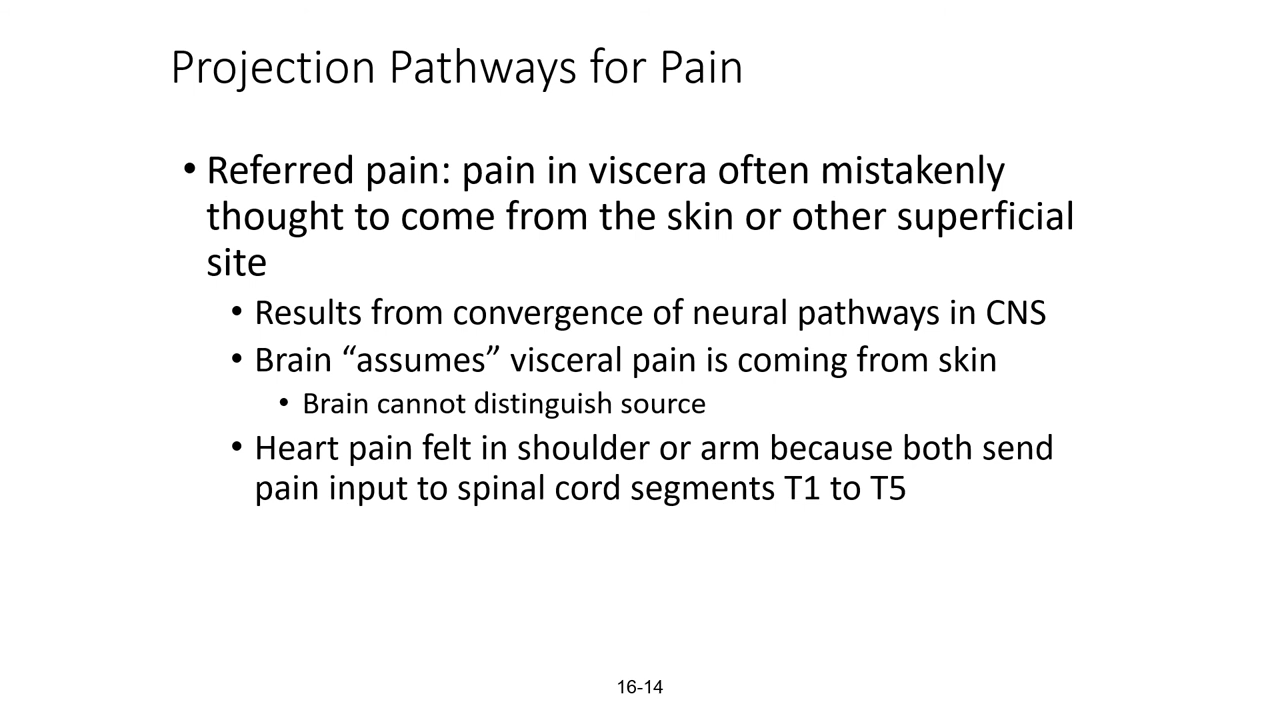 Projection Pathways for Pain
• Referred pain: pain in viscera often mistakenly
thought to come from the skin or other superficial
site
• Results from convergence of neural pathways in CNS
• Brain “assumes” visceral pain is coming from skin
• Brain cannot distinguish source
• Heart pain felt in shoulder or arm because both send
pain input to spinal cord segments T1 to T5
16-14